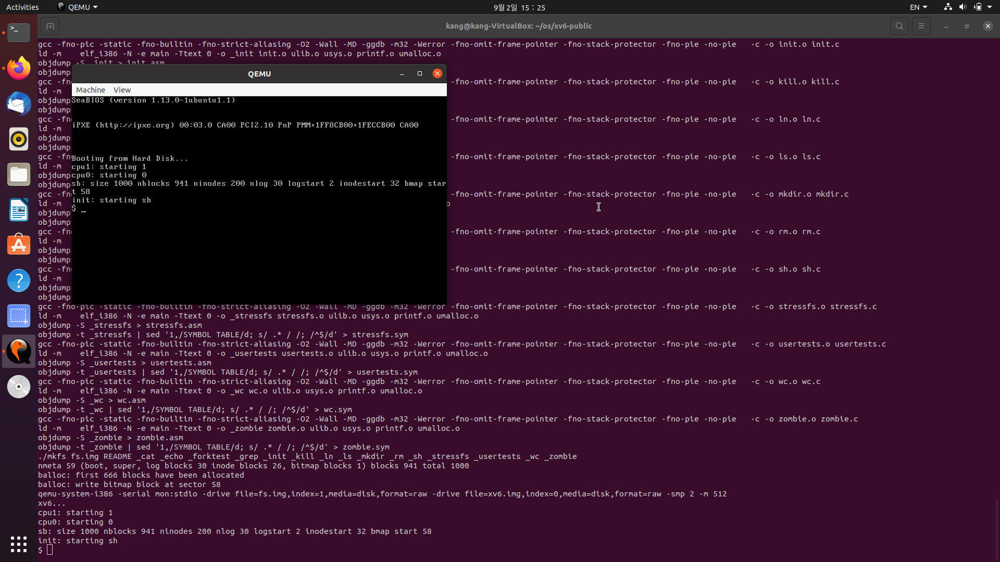 Activities
QEMU
9월 2일 15 : 25
EN
kang@kang-VirtualBox: ~/os/xv6-public
gcc -fno-pic -static -fno-builtin -fno-strict-aliasing -O2 -Wall -MD -ggdb -m32 -Werror -fno-omit-frame-pointer -fno-stack-protector -fno-pie -no-pie   -c -o init.o init.c
ld -m    elf_i386 -N -e main -Ttext 0 -o _init init.o ulib.o usys.o printf.o umalloc.o
objdump -S _init > init.asm
objdump
gcc -fn -fno-omit-frame-pointer -fno-stack-protector -fno-pie -no-pie   -c -o kill.o kill.c
ld -m
objdump
objdump
gcc -fn -fno-omit-frame-pointer -fno-stack-protector -fno-pie -no-pie   -c -o ln.o ln.c
ld -m
objdump
objdump
gcc -fn -fno-omit-frame-pointer -fno-stack-protector -fno-pie -no-pie   -c -o ls.o ls.c
ld -m
objdump
objdump
gcc -fn -fno-omit-frame-pointer -fno-stack-protector -fno-pie -no-pie   -c -o mkdir.o mkdir.c
ld -m o
objdump
objdump
gcc -fn -fno-omit-frame-pointer -fno-stack-protector -fno-pie -no-pie   -c -o rm.o rm.c
ld -m
objdump
objdump
gcc -fn -fno-omit-frame-pointer -fno-stack-protector -fno-pie -no-pie   -c -o sh.o sh.c
ld -m
objdump
objdump
QEMU
Machine View
SeaBIOS (version 1.13.0-1ubuntu1.1)
iPXE (http://ipxe.org) 00:03.0 CA00 PCI2.10 PnP PMM+1FF8CB00+1FECCB00 CA00
Booting from Hard Disk...
cpu1: starting 1
cpu0: starting 0
sb: size 1000 nblocks 941 ninodes 200 nlog 30 logstart 2 inodestart 32 bmap star
t 58
init: starting sh
$ _
gcc -fno-pic -static -fno-builtin -fno-strict-aliasing -O2 -Wall -MD -ggdb -m32 -Werror -fno-omit-frame-pointer -fno-stack-protector -fno-pie -no-pie   -c -o stressfs.o stressfs.c
ld -m    elf_i386 -N -e main -Ttext 0 -o _stressfs stressfs.o ulib.o usys.o printf.o umalloc.o
objdump -S _stressfs > stressfs.asm
objdump -t _stressfs | sed '1,/SYMBOL TABLE/d; s/ .* / /; /^$/d' > stressfs.sym
gcc -fno-pic -static -fno-builtin -fno-strict-aliasing -O2 -Wall -MD -ggdb -m32 -Werror -fno-omit-frame-pointer -fno-stack-protector -fno-pie -no-pie   -c -o usertests.o usertests.c
ld -m    elf_i386 -N -e main -Ttext 0 -o _usertests usertests.o ulib.o usys.o printf.o umalloc.o
objdump -S _usertests > usertests.asm
objdump -t _usertests | sed '1,/SYMBOL TABLE/d; s/ .* / /; /^$/d' > usertests.sym
gcc -fno-pic -static -fno-builtin -fno-strict-aliasing -O2 -Wall -MD -ggdb -m32 -Werror -fno-omit-frame-pointer -fno-stack-protector -fno-pie -no-pie   -c -o wc.o wc.c
ld -m    elf_i386 -N -e main -Ttext 0 -o _wc wc.o ulib.o usys.o printf.o umalloc.o
objdump -S _wc > wc.asm
objdump -t _wc | sed '1,/SYMBOL TABLE/d; s/ .* / /; /^$/d' > wc.sym
gcc -fno-pic -static -fno-builtin -fno-strict-aliasing -O2 -Wall -MD -ggdb -m32 -Werror -fno-omit-frame-pointer -fno-stack-protector -fno-pie -no-pie   -c -o zombie.o zombie.c
ld -m    elf_i386 -N -e main -Ttext 0 -o _zombie zombie.o ulib.o usys.o printf.o umalloc.o
objdump -S _zombie > zombie.asm
objdump -t _zombie | sed '1,/SYMBOL TABLE/d; s/ .* / /; /^$/d' > zombie.sym
./mkfs fs.img README _cat _echo _forktest _grep _init _kill _ln _ls _mkdir _rm _sh _stressfs _usertests _wc _zombie
nmeta 59 (boot, super, log blocks 30 inode blocks 26, bitmap blocks 1) blocks 941 total 1000
balloc: first 666 blocks have been allocated
balloc: write bitmap block at sector 58
qemu-system-i386 -serial mon:stdio -drive file=fs.img,index=1,media=disk,format=raw -drive file=xv6.img,index=0,media=disk,format=raw -smp 2 -m 512
xv6...
cpu1: starting 1
cpu0: starting 0
sb: size 1000 nblocks 941 ninodes 200 nlog 30 logstart 2 inodestart 32 bmap start 58
init: starting sh
$